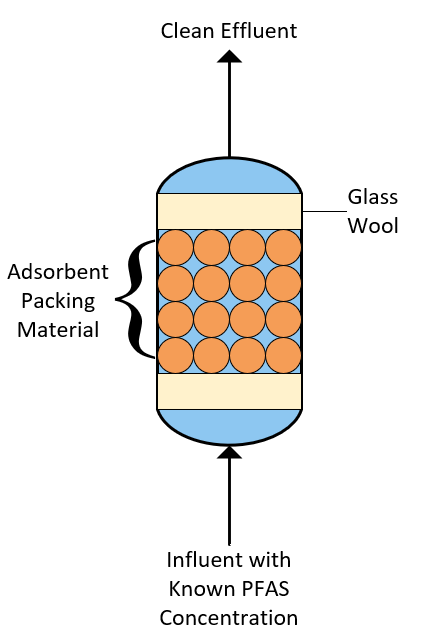 Clean Effluent
Glass
Wool
Adsorbent
Packing
Material
Influent with
Known PFAS
Concentration